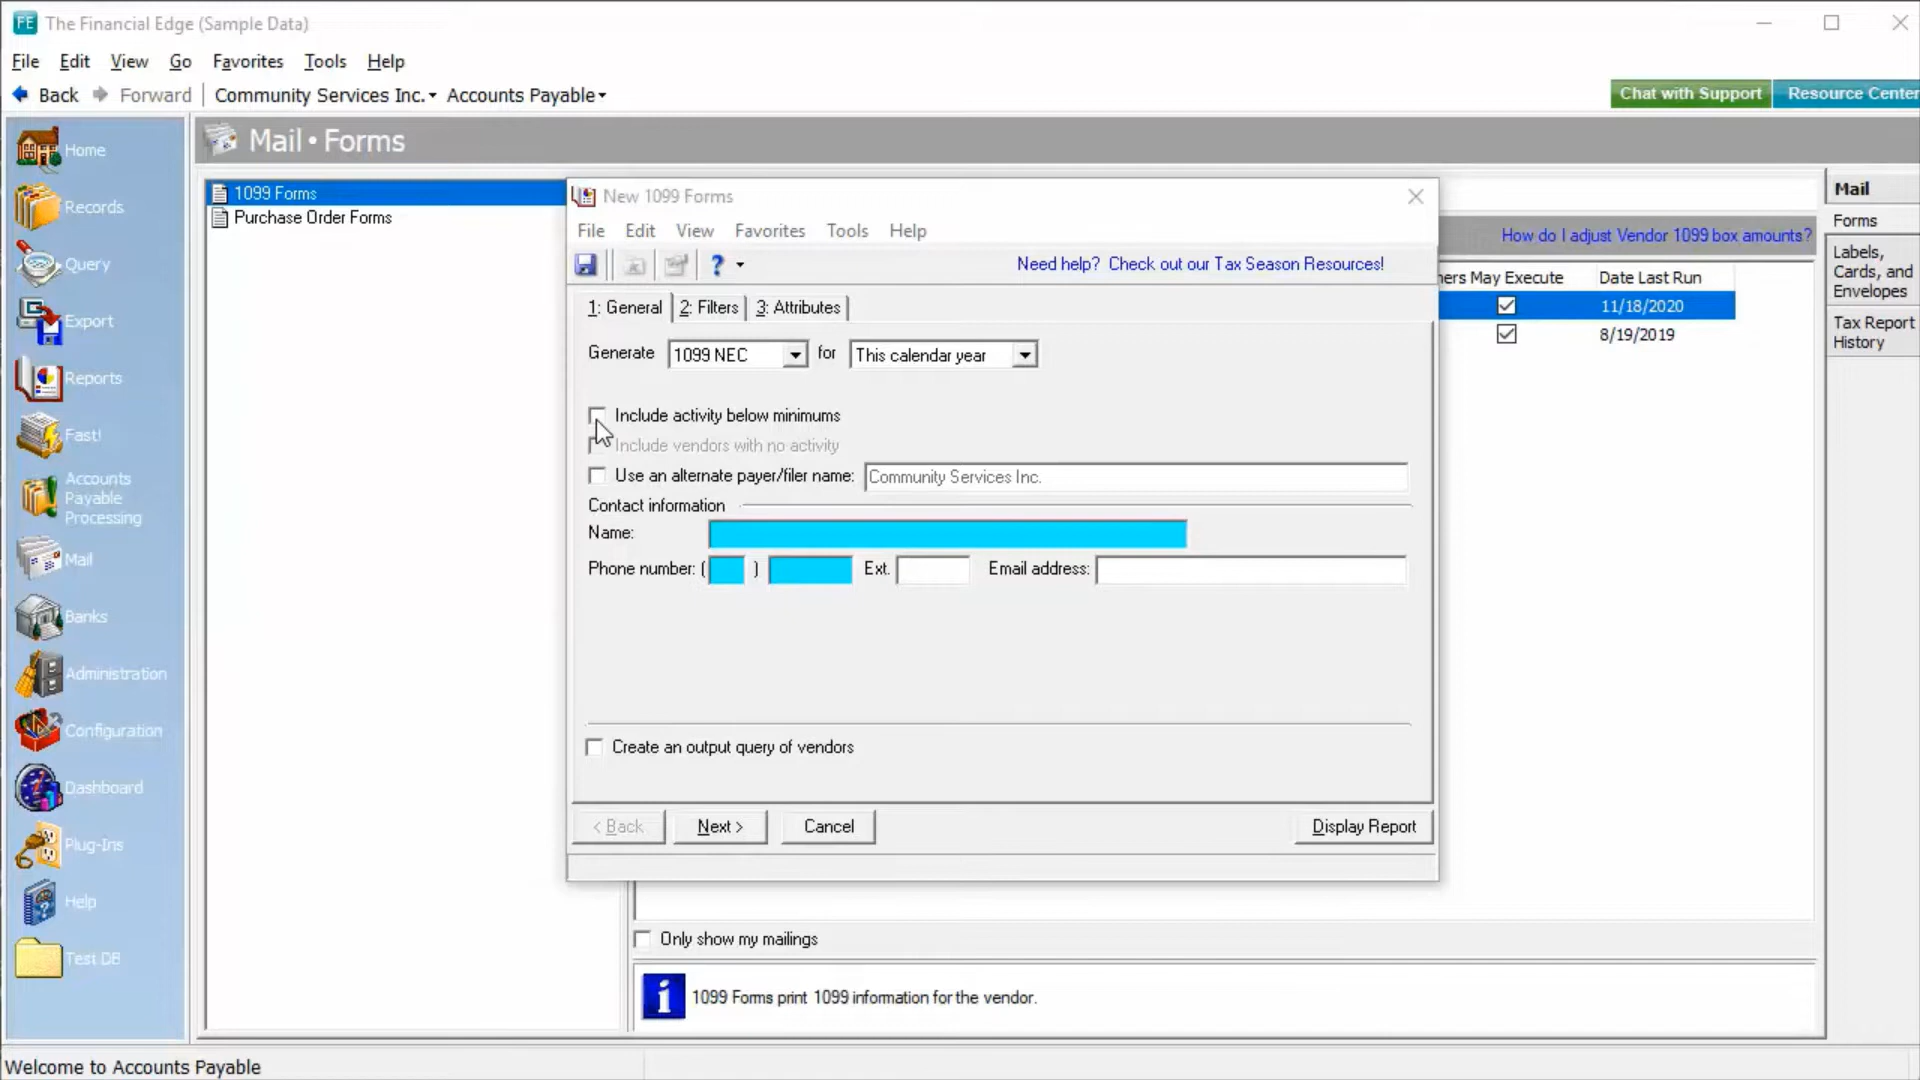 FE The Financial Edge (Sample Data)
File Edit View Go Favorites Tools Help
Back Forward Community Services Inc. Accounts Payable
Chat with Support Resource Center
Home
Records
Query
Export
Reports
Fast!
Accounts
Payable
Processing
Mail
Banks
Administration
Configuration
Dashboard
Plug-Ins
Help
Test DB
Mail • Forms
1099 Forms
Purchase Order Forms
New 1099 Forms
File Edit View Favorites Tools Help
Need help? Check out our Tax Season Resources!
1: General 2: Filters 3: Attributes
Generate 1099 NEC for This calendar year
Include activity below minimums
Include vendors with no activity
Use an alternate payer/filer name: Community Services Inc.
Contact information
Name:
Phone number: ( ) Ext. Email address:
Create an output query of vendors
< Back Next > Cancel Display Report
How do I adjust Vendor 1099 box amounts?
ers May Execute Date Last Run
11/18/2020
8/19/2019
Only show my mailings
1099 Forms print 1099 information for the vendor.
Mail
Forms
Labels,
Cards, and
Envelopes
Tax Report
History
Welcome to Accounts Payable